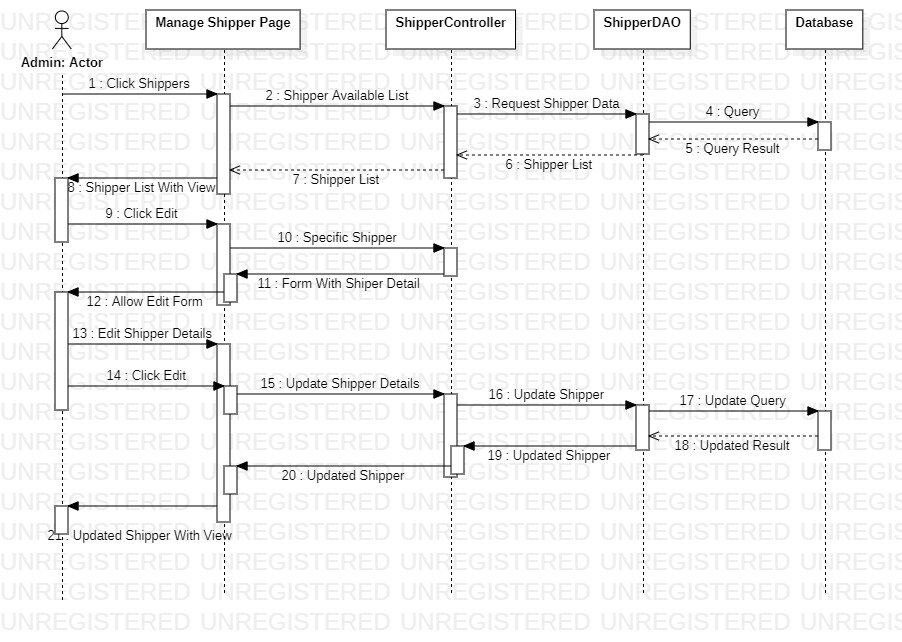 Manage Shipper Page
ShipperController
ShipperDAO
Database
Admin: Actor
1 : Click Shippers
2 : Shipper Available List
3 : Request Shipper Data
4 : Query
5 : Query Result
6 : Shipper List
7 : Shipper List
8 : Shipper List With View
9 : Click Edit
10 : Specific Shipper
11 : Form With Shiper Detail
12 : Allow Edit Form
13 : Edit Shipper Details
14 : Click Edit
15 : Update Shipper Details
16 : Update Shipper
17 : Update Query
18 : Updated Result
19 : Updated Shipper
20 : Updated Shipper
21 : Updated Shipper With View
UNREGISTERED UNREGISTERED UNREGISTERED UNREGISTERED UNREGISTERED